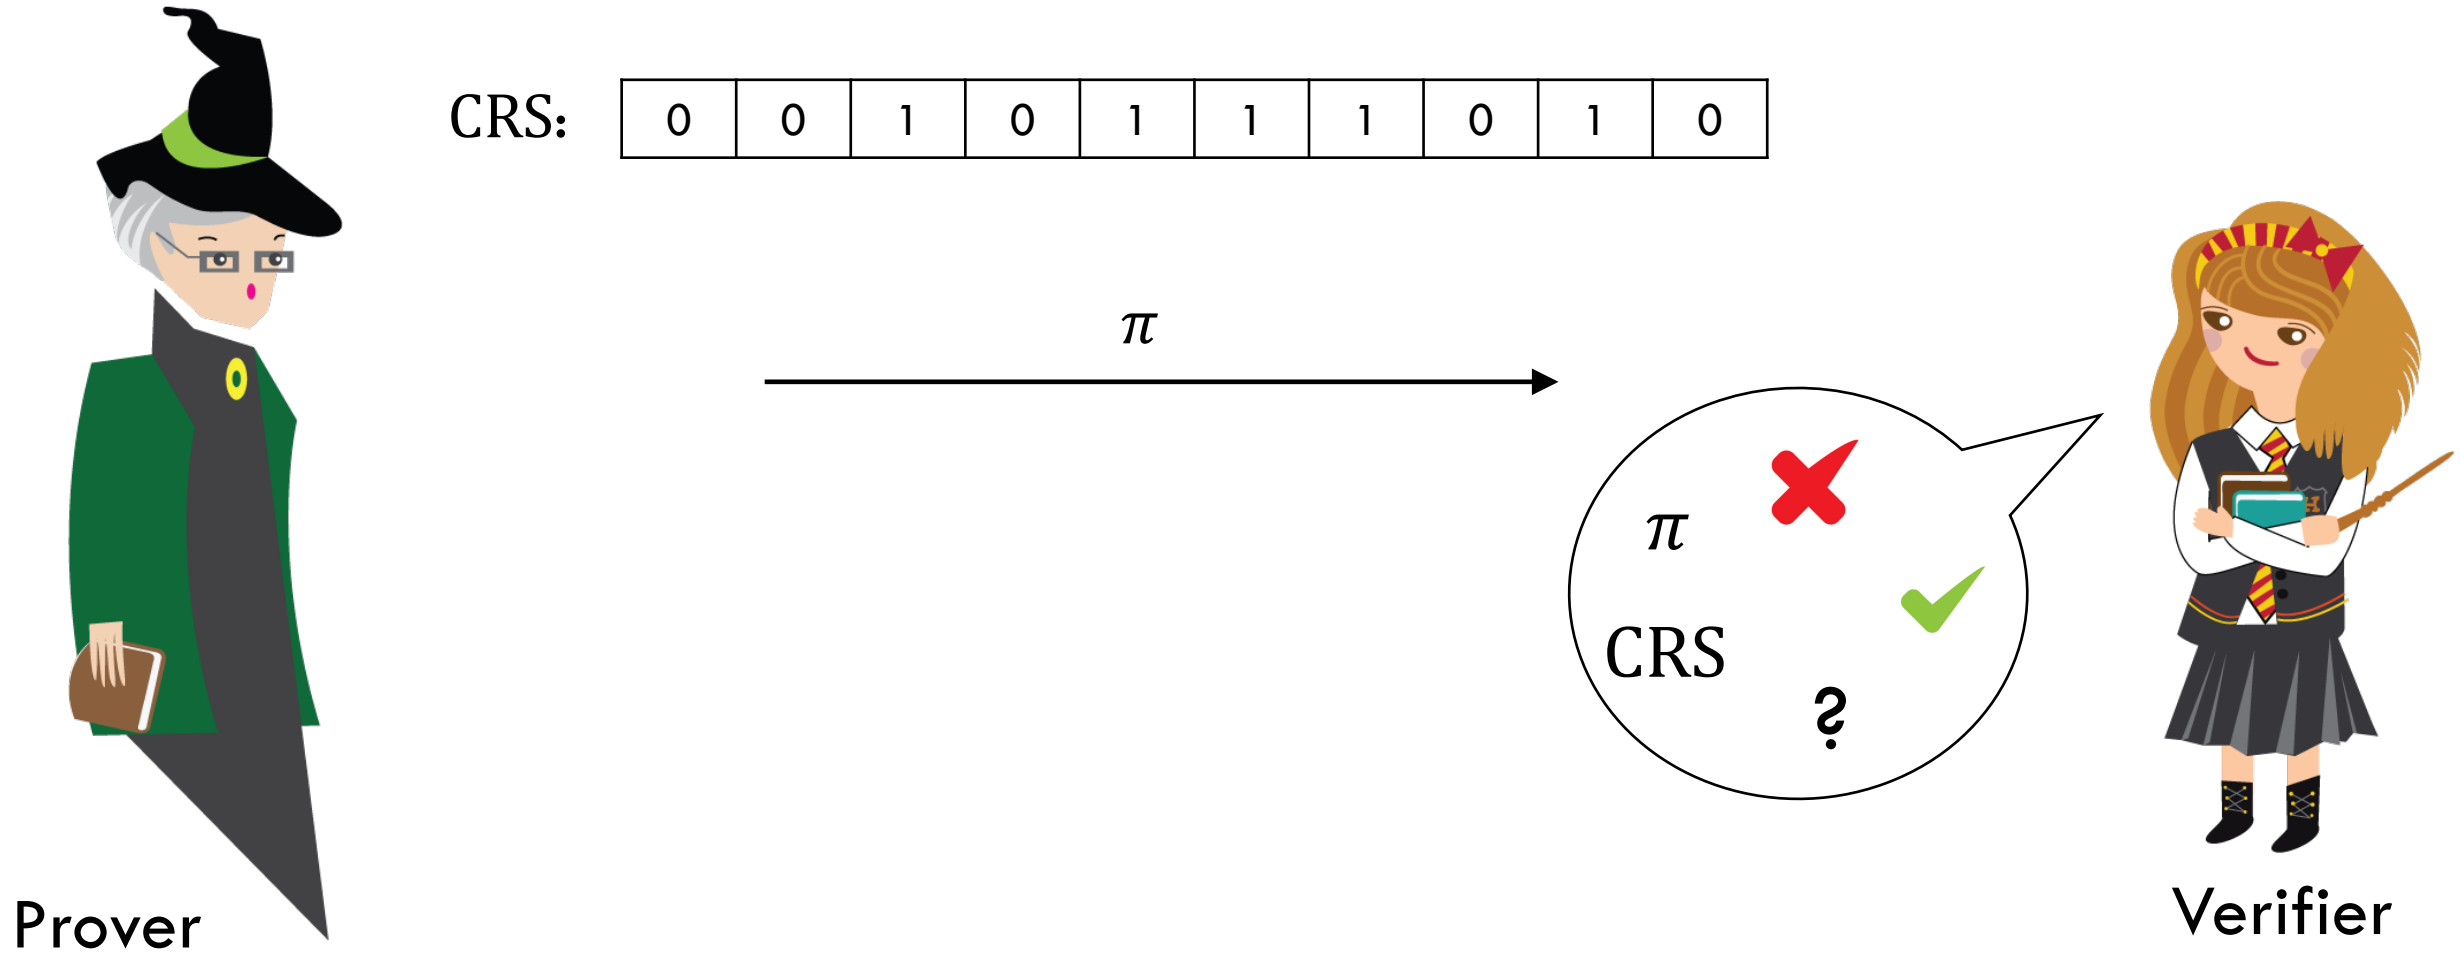 CRS: 0 0 1 0 1 1 1 0 1 0
π
π
CRS
?
Prover
Verifier